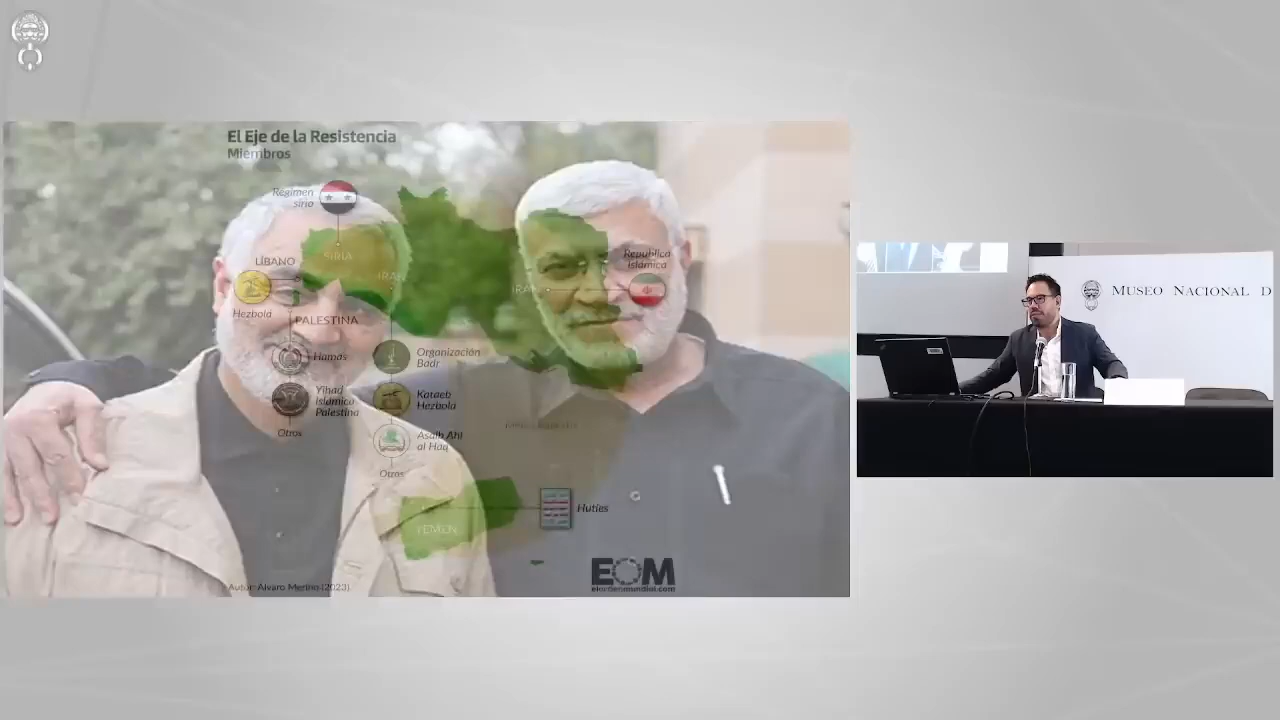 El Eje de la Resistencia
Miembros
Régimen
sirio
SIRIA
LÍBANO
IRAK
IRÁN
República
Islámica
Hezbolá
PALESTINA
Hamas
Organización
Badr
Yihad
Islámica
Palestina
Kataeb
Hezbolá
Otros
Asaib Ahl
al Haq
Otros
YEMEN
Hutíes
Autor: Álvaro Merino (2023)
EOM
elordenmundial.com
MUSEO NACIONAL D